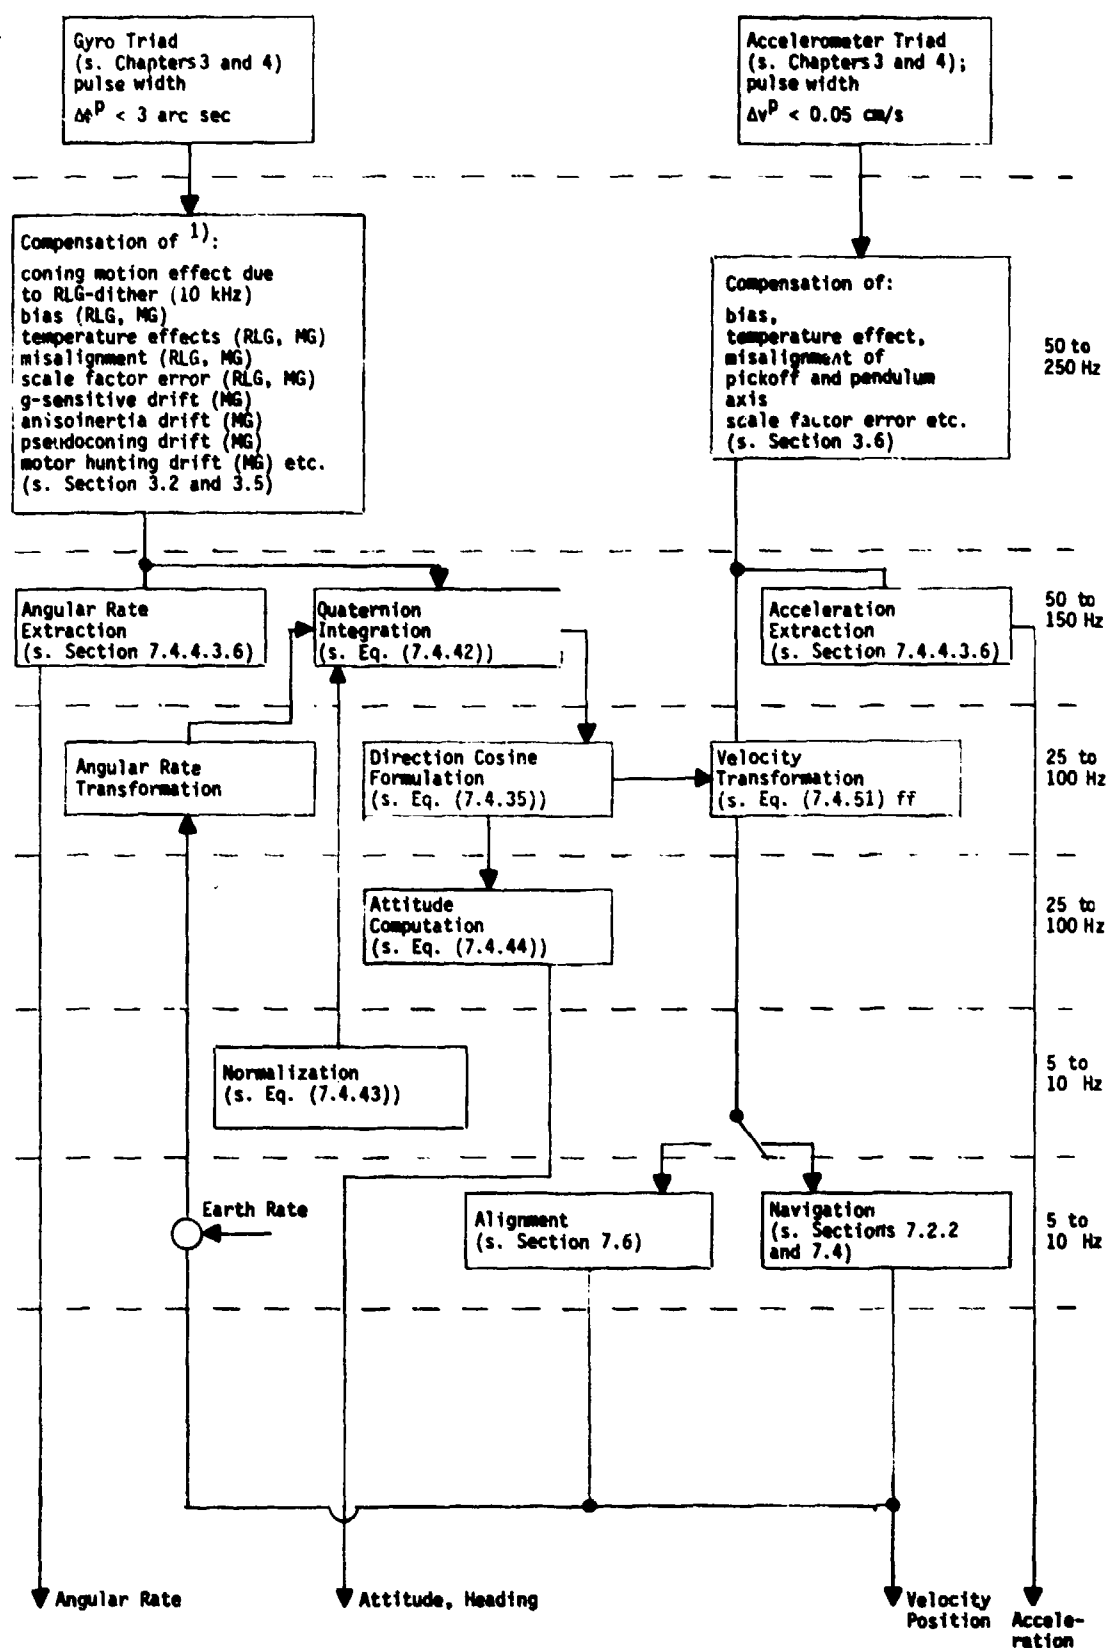 Gyro Triad
(s. Chapters 3 and 4)
pulse width
Δϕᵖ < 3 arc sec
Accelerometer Triad
(s. Chapters 3 and 4);
pulse width
Δvᵖ < 0.05 cm/s
Compensation of 1):
coning motion effect due
to RLG-dither (10 kHz)
bias (RLG, MG)
temperature effects (RLG, MG)
misalignment (RLG, MG)
scale factor error (RLG, MG)
g-sensitive drift (MG)
anisoinertia drift (MG)
pseudoconing drift (MG)
motor hunting drift (MG) etc.
(s. Section 3.2 and 3.5)
Compensation of:
bias,
temperature effect,
misalignment of
pickoff and pendulum
axis
scale factor error etc.
(s. Section 3.6)
50 to
250 Hz
Angular Rate
Extraction
(s. Section 7.4.4.3.6)
Quaternion
Integration
(s. Eq. (7.4.42))
Acceleration
Extraction
(s. Section 7.4.4.3.6)
50 to
150 Hz
Angular Rate
Transformation
Direction Cosine
Formulation
(s. Eq. (7.4.35))
Velocity
Transformation
(s. Eq. (7.4.51) ff
25 to
100 Hz
Attitude
Computation
(s. Eq. (7.4.44))
25 to
100 Hz
Normalization
(s. Eq. (7.4.43))
5 to
10 Hz
Earth Rate
Alignment
(s. Section 7.6)
Navigation
(s. Sections 7.2.2
and 7.4)
5 to
10 Hz
Angular Rate
Attitude, Heading
Velocity
Position
Accele-
ration